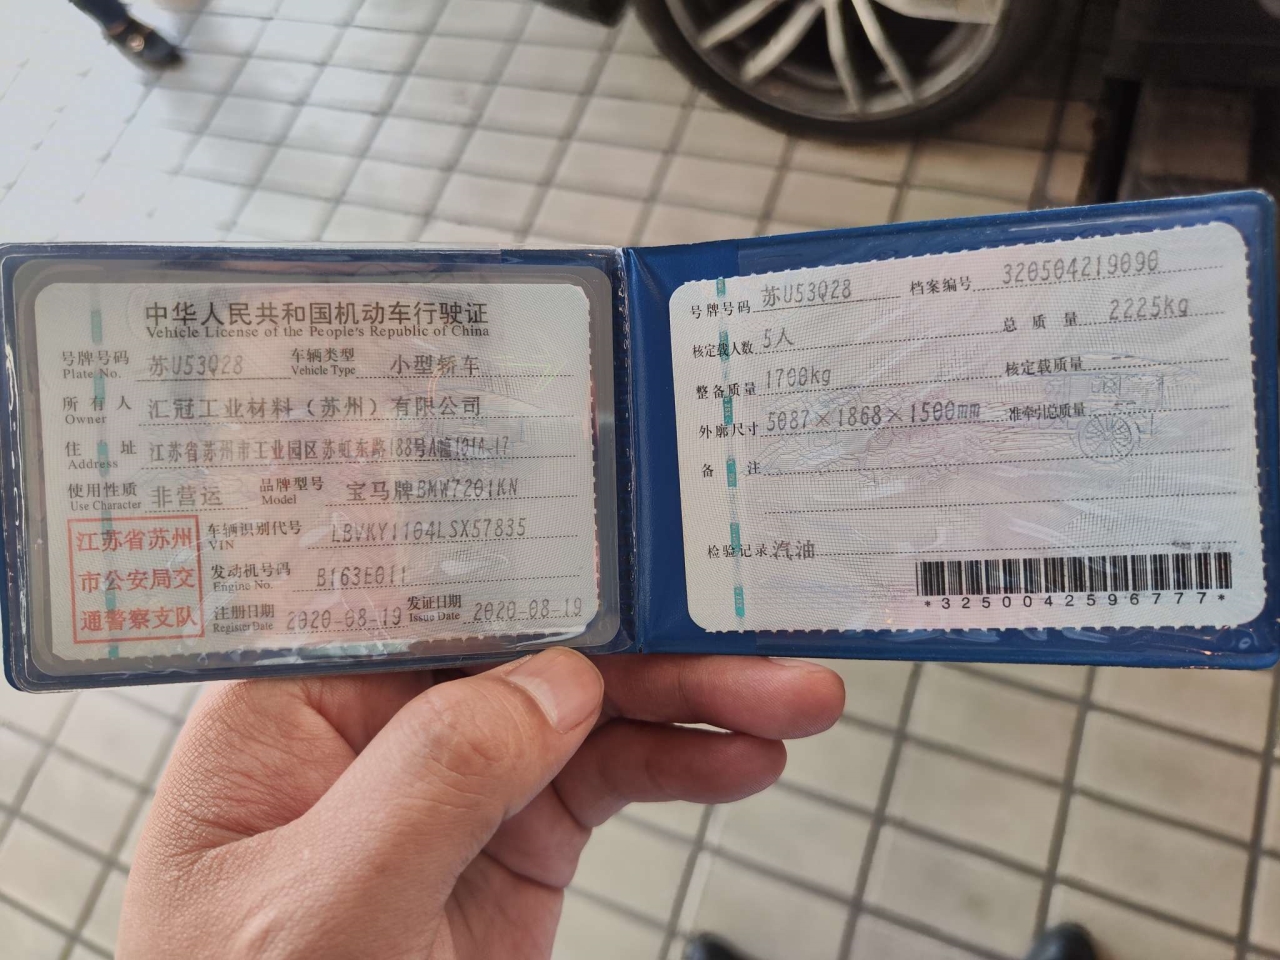 中华人民共和国机动车行驶证
Vehicle License of the People's Republic of China
号牌号码 苏U53Q28 车辆类型 小型轿车
Plate No. Vehicle Type
所有人 汇冠工业材料（苏州）有限公司
Owner
住址 江苏省苏州市工业园区苏虹东路188号A幢101A-17
Address
使用性质 非营运 品牌型号 宝马牌BMW7201KN
Use Character Model
江苏省苏州
市公安局交
通警察支队
车辆识别代号 LBVKY1104LSX57835
VIN
发动机号码 B163E011
Engine No.
注册日期 2020-08-19 发证日期 2020-08-19
Register Date Issue Date
号牌号码 苏U53Q28 档案编号 320504219090
核定载人数 5人 总质量 2225kg
整备质量 1700kg 核定载质量
外廓尺寸 5087×1868×1500mm 准牵引总质量
备注
检验记录 汽油
*3250042596777*